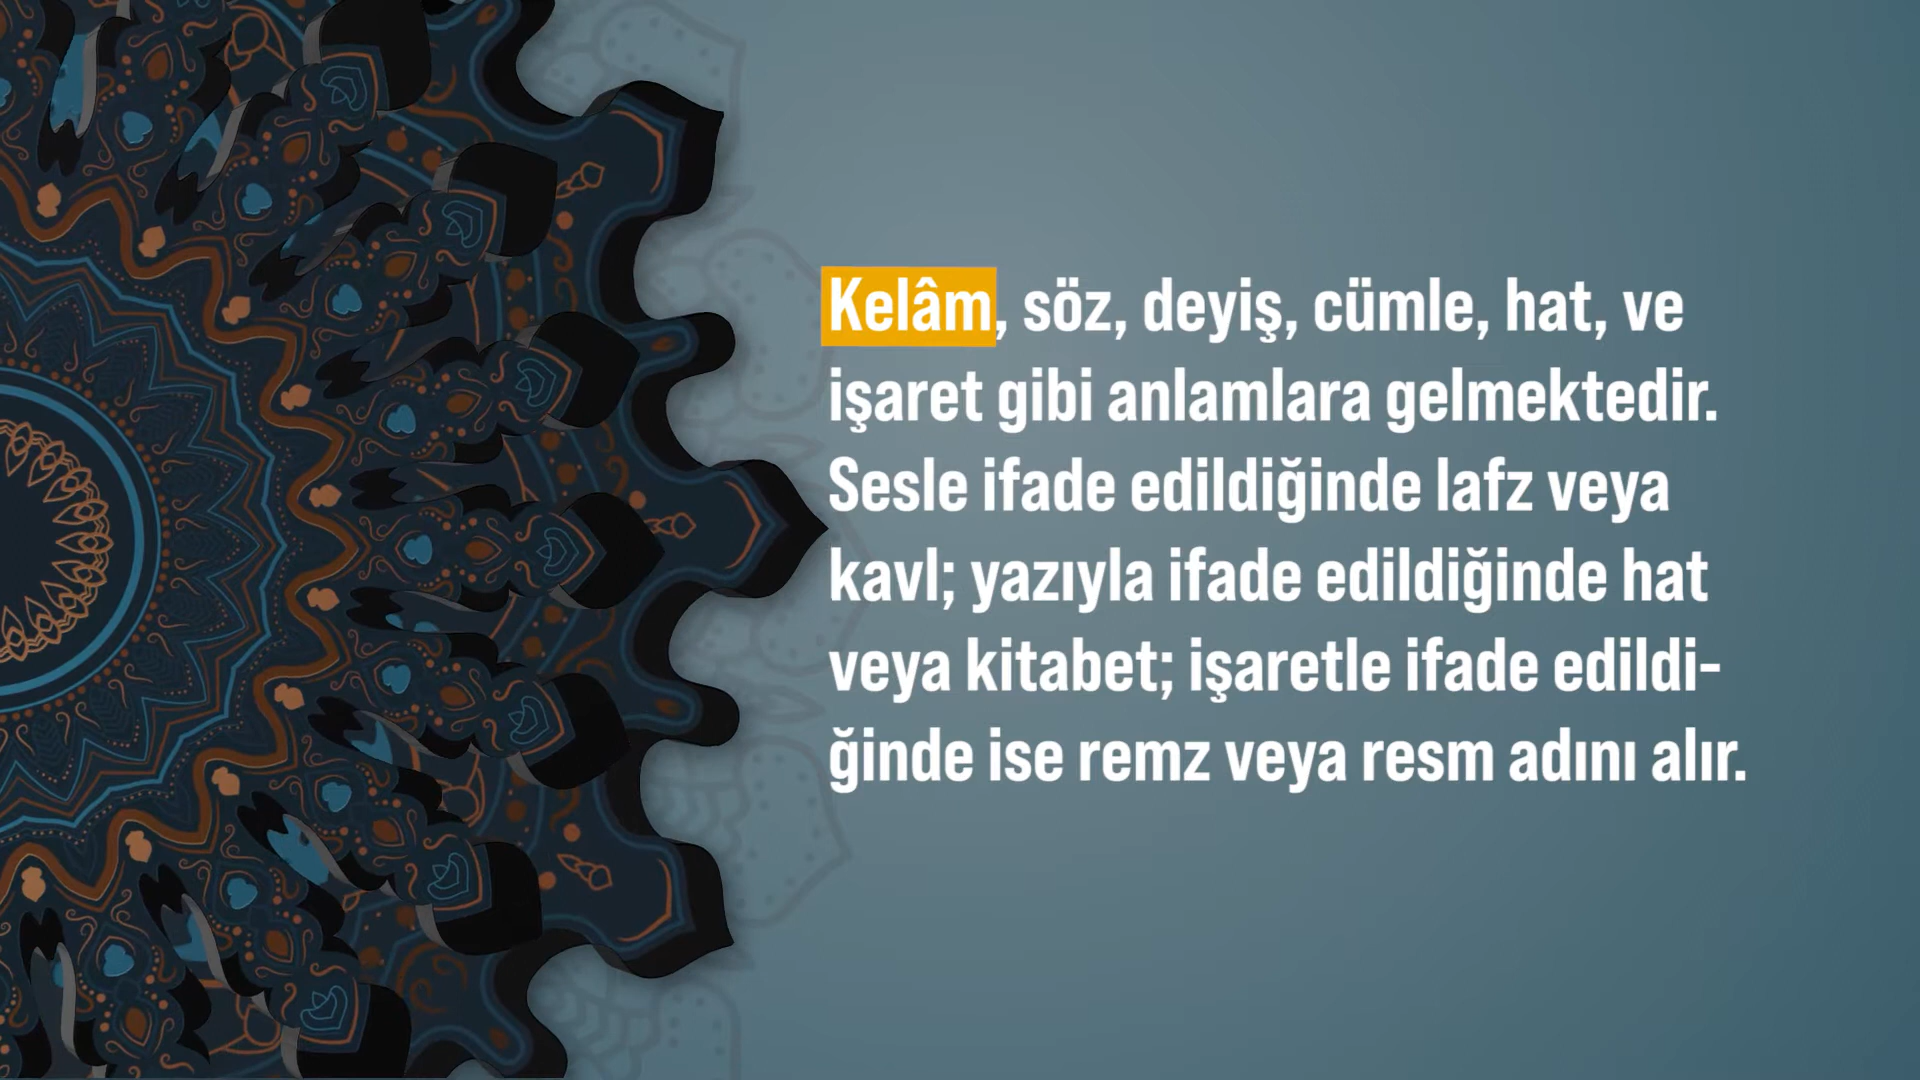 Kelâm, söz, deyiş, cümle, hat, ve
işaret gibi anlamlara gelmektedir.
Sesle ifade edildiğinde lafz veya
kavl; yazıyla ifade edildiğinde hat
veya kitabet; işaretle ifade edildi-
ğinde ise remz veya resm adını alır.